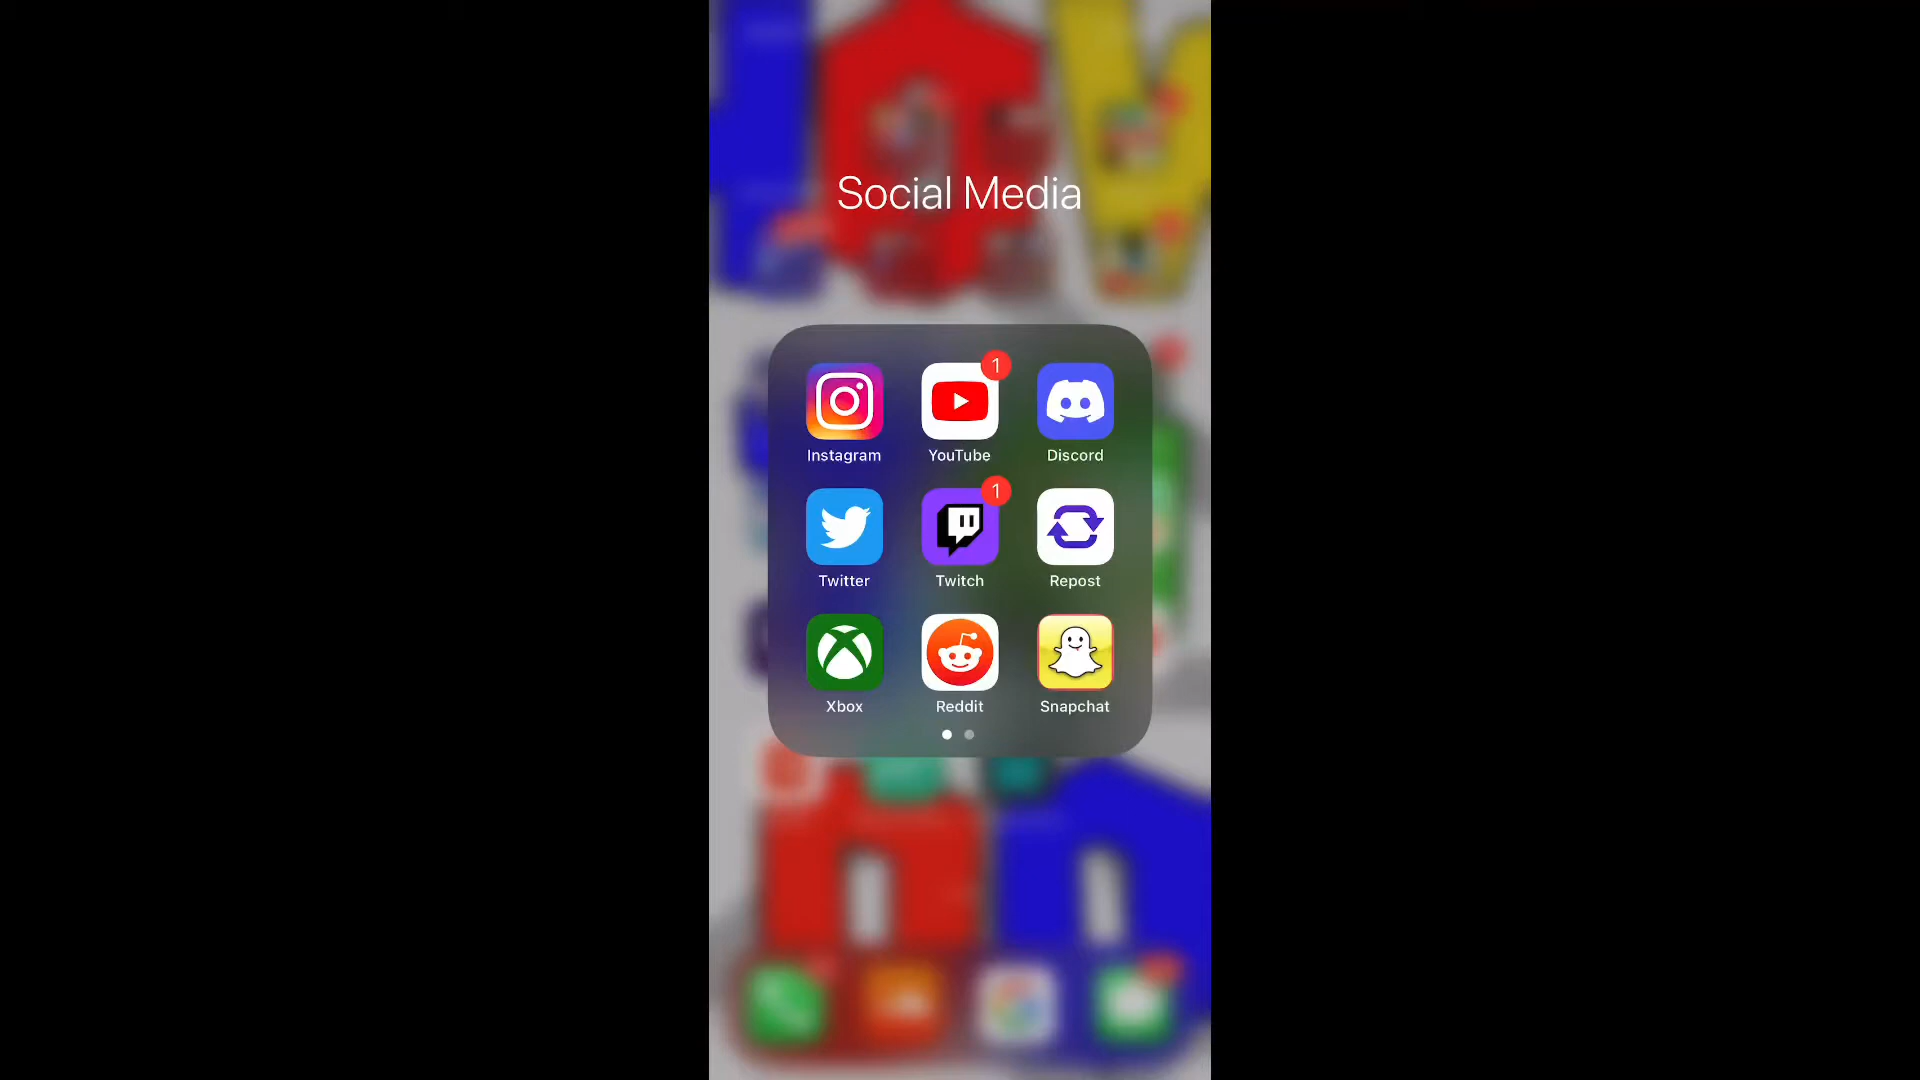 Social Media
1
Instagram YouTube Discord
1
Twitter Twitch Repost
Xbox Reddit Snapchat